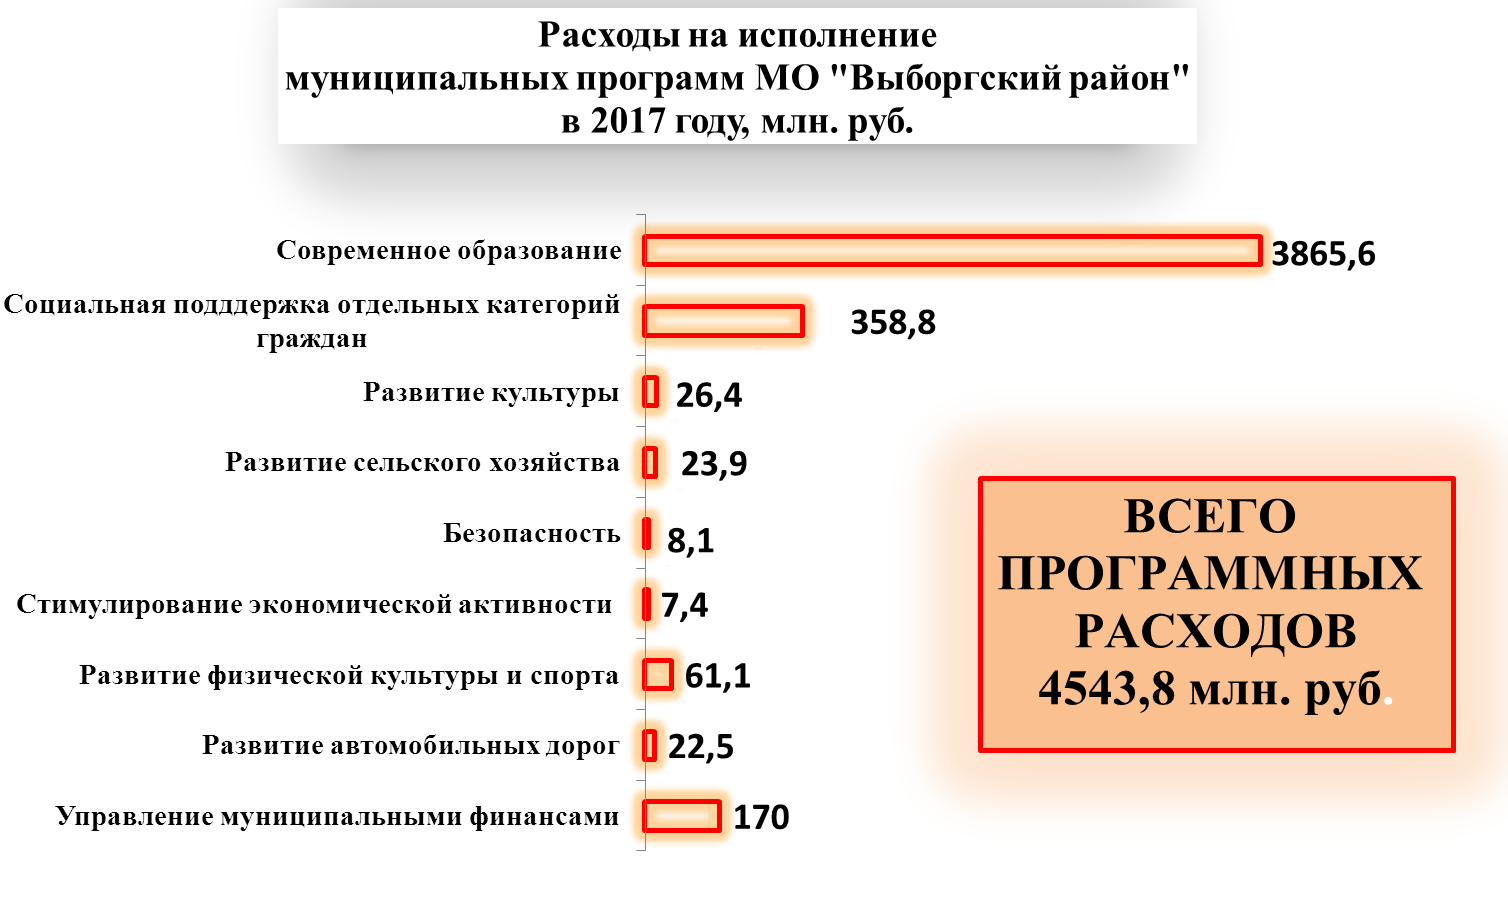 Расходы на исполнение
муниципальных программ МО "Выборгский район"
в 2017 году, млн. руб.
Современное образование
3865,6
Социальная подддержка отдельных категорий
граждан
358,8
Развитие культуры
26,4
Развитие сельского хозяйства
23,9
Безопасность
8,1
Стимулирование экономической активности
7,4
Развитие физической культуры и спорта
61,1
Развитие автомобильных дорог
22,5
Управление муниципальными финансами
170
ВСЕГО
ПРОГРАММНЫХ
РАСХОДОВ
4543,8 млн. руб.